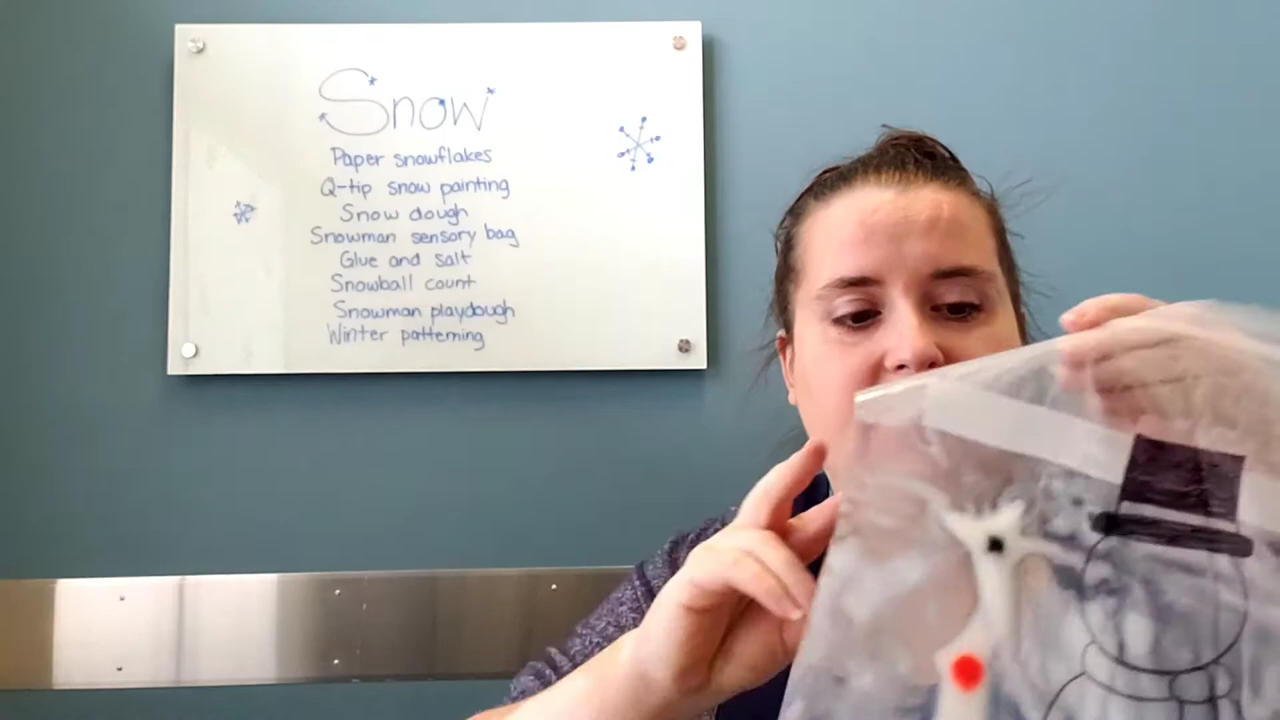 Snow
Paper snowflakes
Q-tip snow painting
Snow dough
Snowman sensory bag
Glue and salt
Snowball count
Snowman playdough
Winter patterning